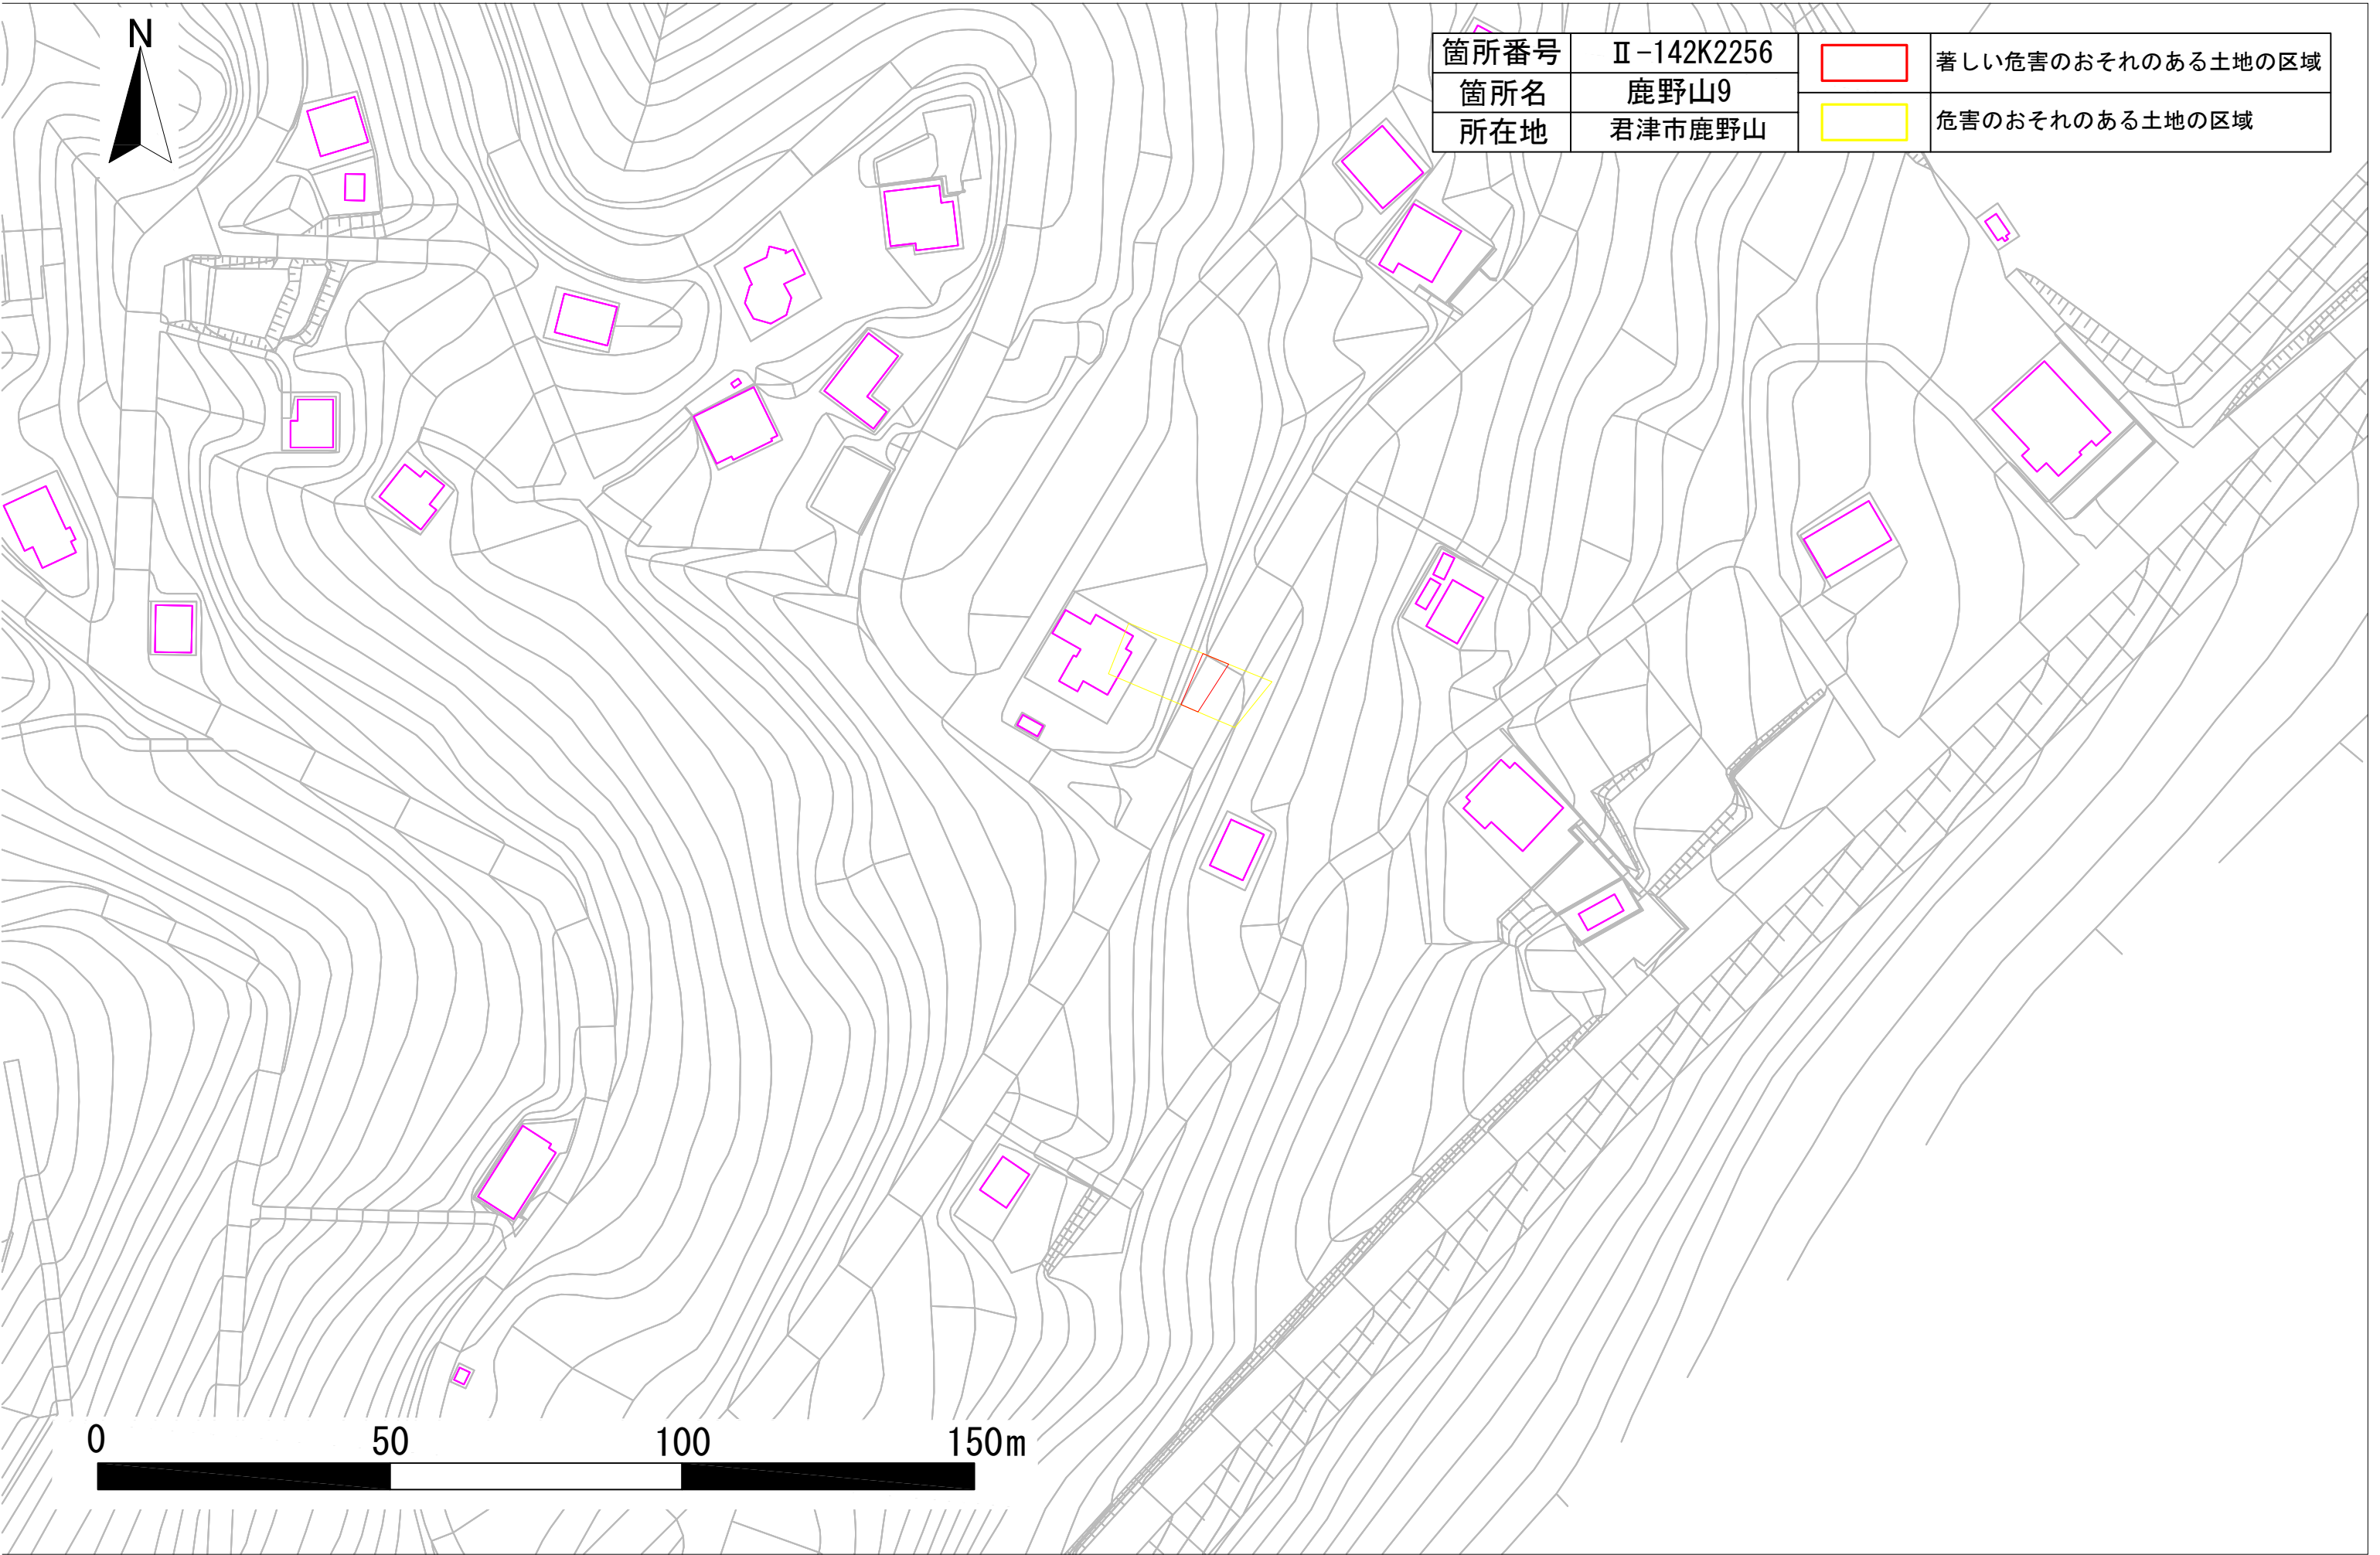 N
箇所番号 Ⅱ-142K2256 著しい危害のおそれのある土地の区域
箇所名 鹿野山9
所在地 君津市鹿野山 危害のおそれのある土地の区域
0 50 100 150m